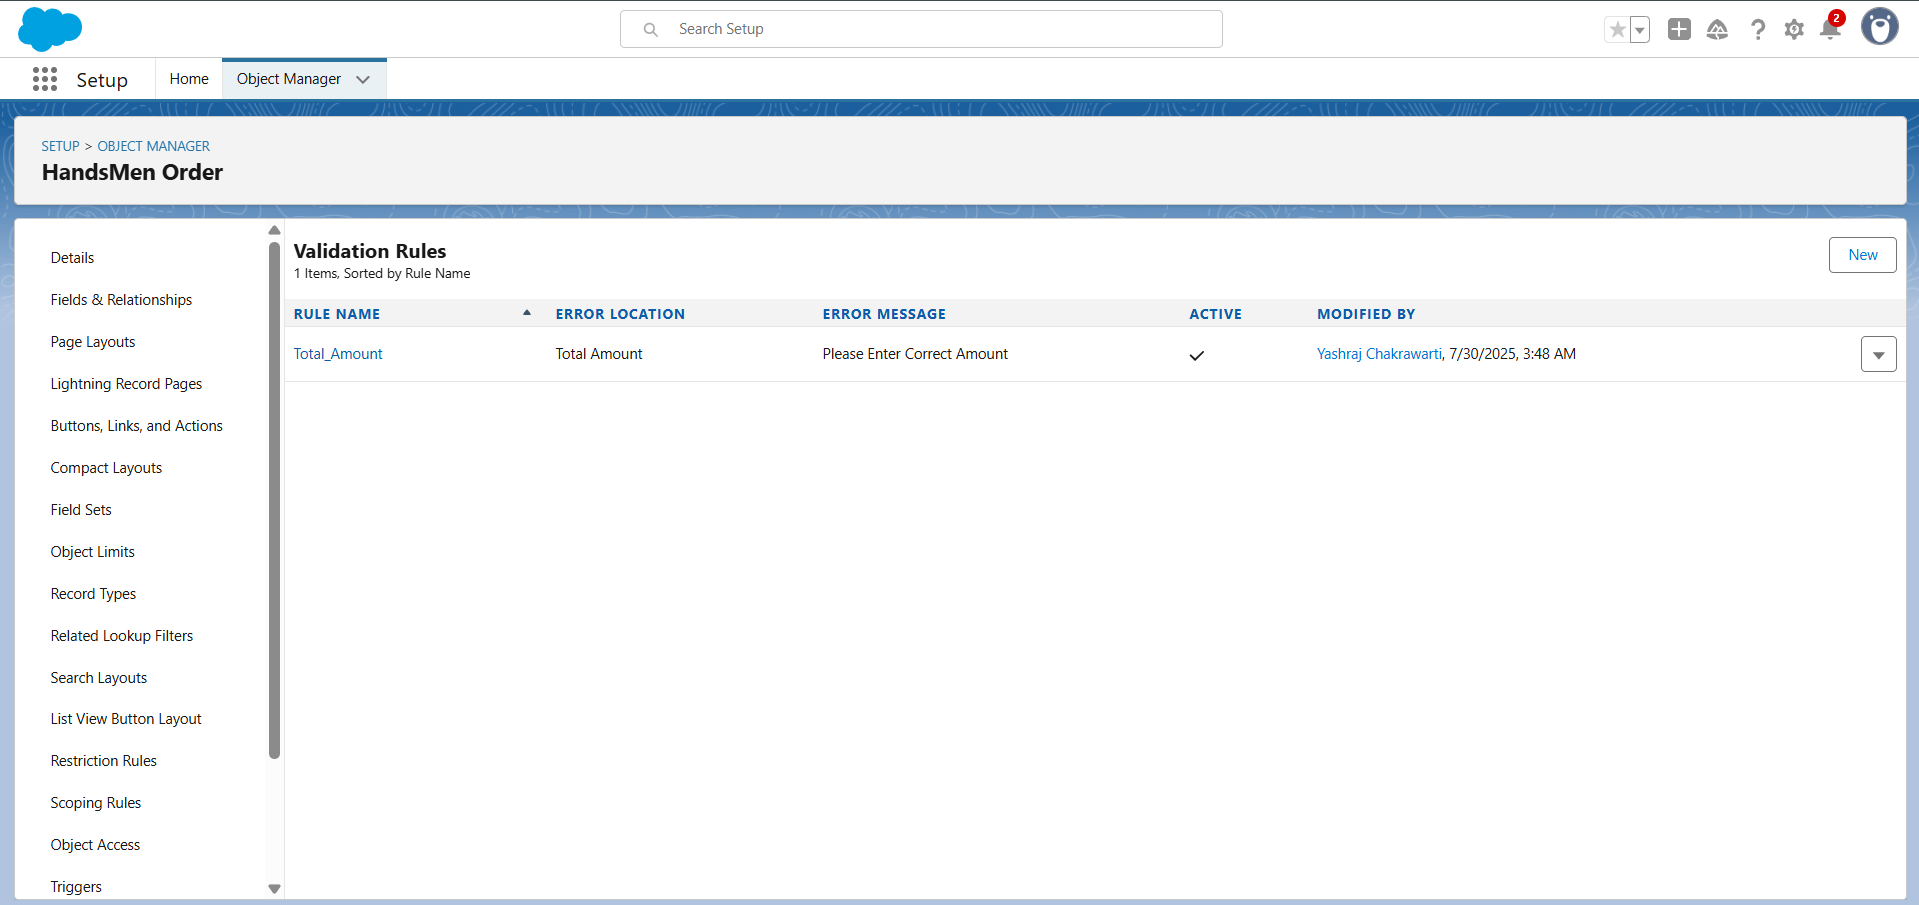 Search Setup
2
Setup
Home
Object Manager
SETUP > OBJECT MANAGER
HandsMen Order
Details
Fields & Relationships
Page Layouts
Lightning Record Pages
Buttons, Links, and Actions
Compact Layouts
Field Sets
Object Limits
Record Types
Related Lookup Filters
Search Layouts
List View Button Layout
Restriction Rules
Scoping Rules
Object Access
Triggers
Validation Rules
1 Items, Sorted by Rule Name
New
RULE NAME ERROR LOCATION ERROR MESSAGE ACTIVE MODIFIED BY
Total_Amount Total Amount Please Enter Correct Amount Yashraj Chakrawarti, 7/30/2025, 3:48 AM